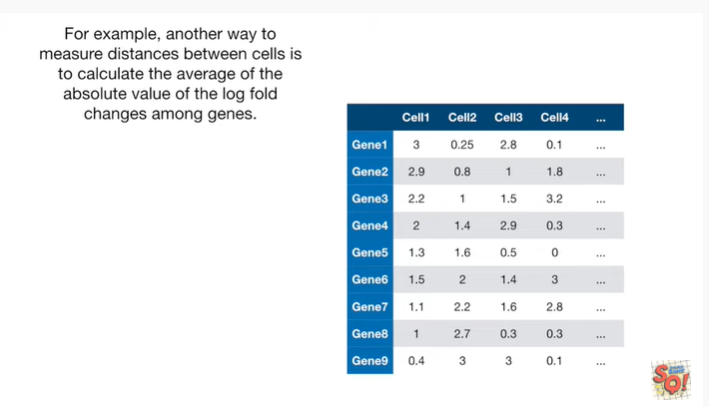 For example, another way to
measure distances between cells is
to calculate the average of the
absolute value of the log fold
changes among genes.
Cell1 Cell2 Cell3 Cell4 ...
Gene1 3 0.25 2.8 0.1 ...
Gene2 2.9 0.8 1 1.8 ...
Gene3 2.2 1 1.5 3.2 ...
Gene4 2 1.4 2.9 0.3 ...
Gene5 1.3 1.6 0.5 0 ...
Gene6 1.5 2 1.4 3 ...
Gene7 1.1 2.2 1.6 2.8 ...
Gene8 1 2.7 0.3 0.3 ...
Gene9 0.4 3 3 0.1 ...
SQ!